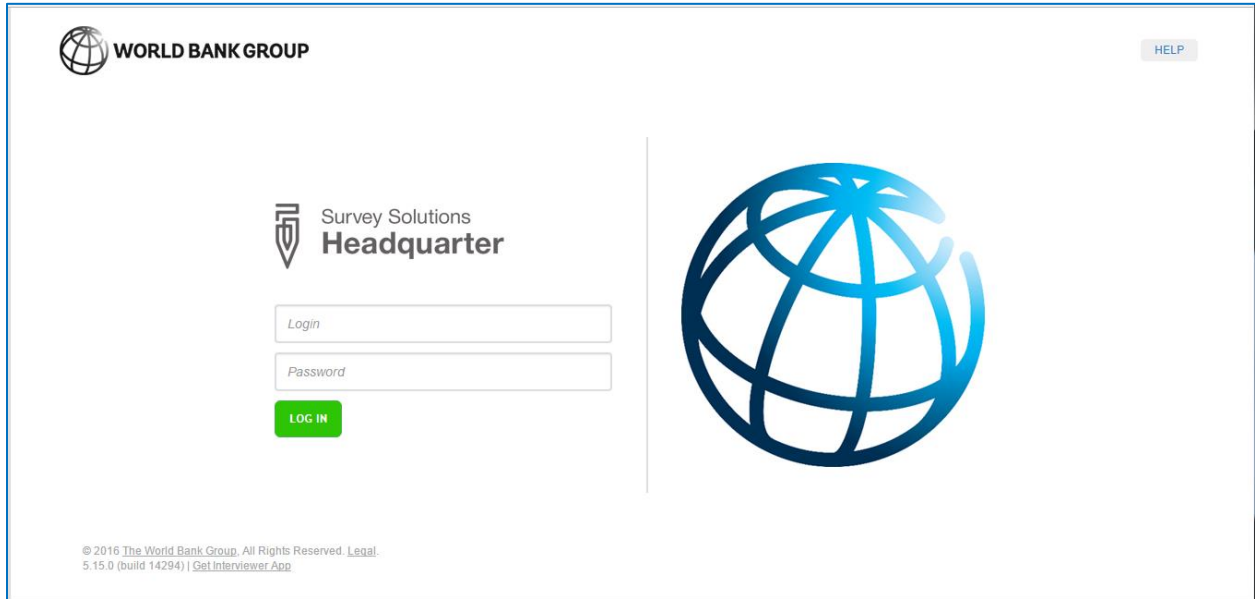 WORLD BANK GROUP
HELP
Survey Solutions
Headquarter
Login
Password
LOG IN
© 2016 The World Bank Group, All Rights Reserved. Legal.
5.15.0 (build 14294) | Get Interviewer App